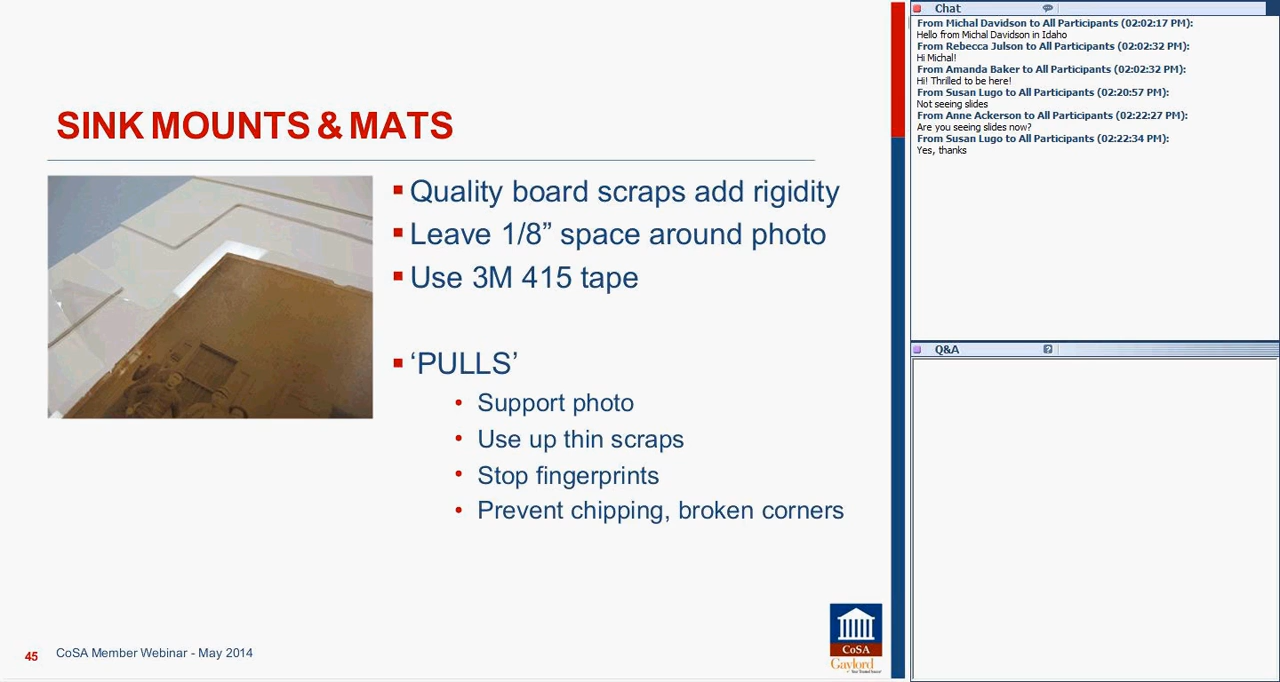 SINK MOUNTS & MATS
Quality board scraps add rigidity
Leave 1/8” space around photo
Use 3M 415 tape
‘PULLS’
Support photo
Use up thin scraps
Stop fingerprints
Prevent chipping, broken corners
45 CoSA Member Webinar - May 2014
CoSA
Gaylord
Chat
From Michal Davidson to All Participants (02:02:17 PM):
Hello from Michal Davidson in Idaho
From Rebecca Julson to All Participants (02:02:32 PM):
Hi Michal!
From Amanda Baker to All Participants (02:02:32 PM):
Hi! Thrilled to be here!
From Susan Lugo to All Participants (02:20:57 PM):
Not seeing slides
From Anne Ackerson to All Participants (02:22:27 PM):
Are you seeing slides now?
From Susan Lugo to All Participants (02:22:34 PM):
Yes, thanks
Q&A